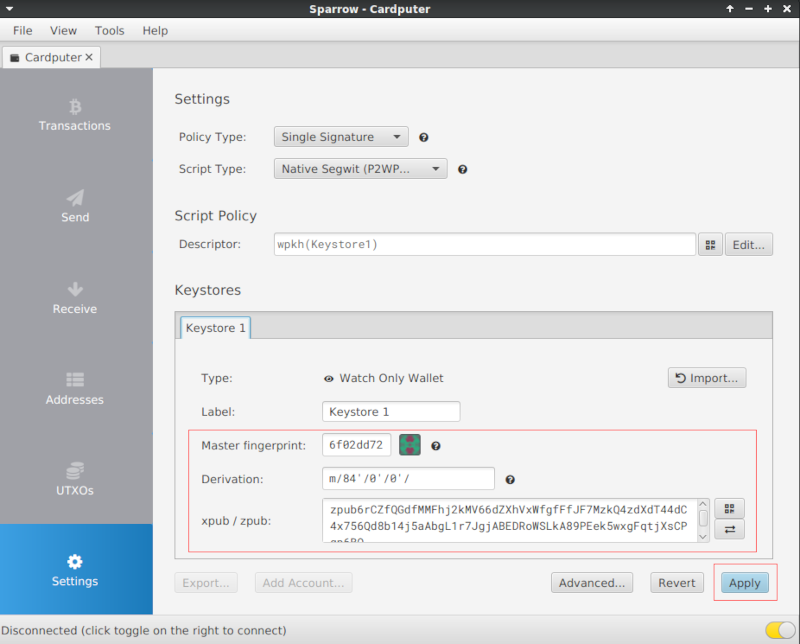 Sparrow - Cardputer
File View Tools Help
Cardputer
Transactions
Send
Receive
Addresses
UTXOs
Settings
Settings
Policy Type: Single Signature
Script Type: Native Segwit (P2WP...
Script Policy
Descriptor: wpkh(Keystore1) Edit...
Keystores
Keystore 1
Type: Watch Only Wallet Import...
Label: Keystore 1
Master fingerprint: 6f02dd72
Derivation: m/84'/0'/0'/
xpub / zpub: zpub6rCZfQGdfMMFhj2kMV66dZXhVxWfgfFfJF7MzkQ4zdXdT44dC
4x756Qd8b14j5aAbgL1r7JgjABEDRoWSLkA89PEek5wxgFqtjXsCP
Export... Add Account... Advanced... Revert Apply
Disconnected (click toggle on the right to connect)